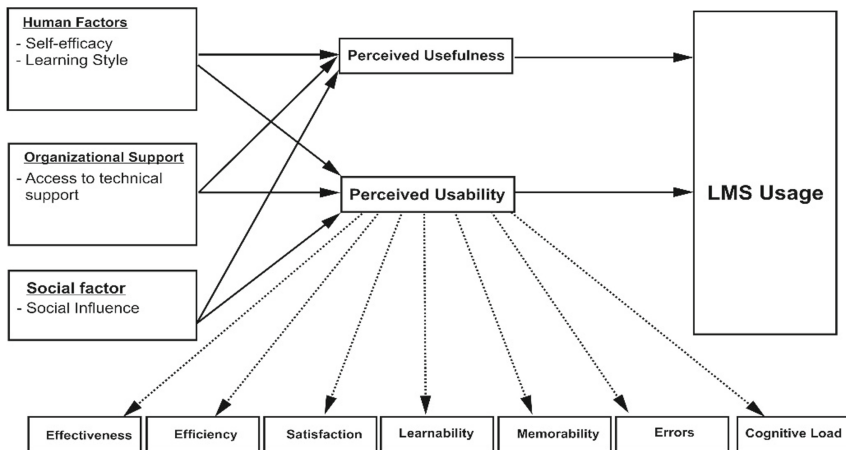 Human Factors
- Self-efficacy
- Learning Style
Perceived Usefulness
Organizational Support
- Access to technical
support
Perceived Usability
LMS Usage
Social factor
- Social Influence
Effectiveness
Efficiency
Satisfaction
Learnability
Memorability
Errors
Cognitive Load